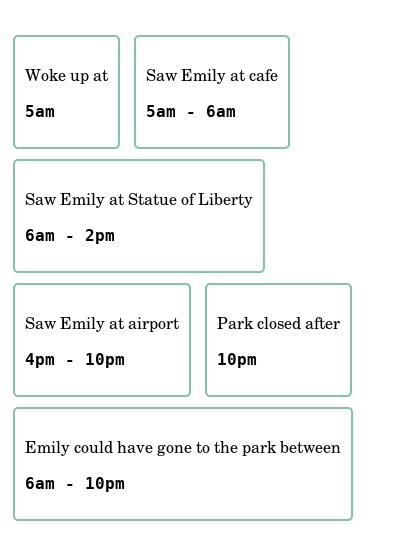 Woke up at
5am
Saw Emily at cafe
5am - 6am
Saw Emily at Statue of Liberty
6am - 2pm
Saw Emily at airport
4pm - 10pm
Park closed after
10pm
Emily could have gone to the park between
6am - 10pm